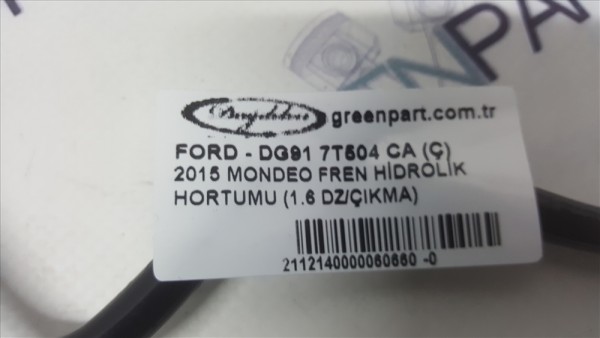 greenpart.com.tr
FORD - DG91 7T504 CA (Ç)
2015 MONDEO FREN HİDROLİK
HORTUMU (1.6 DZ/ÇIKMA)
2112140000060660 -0